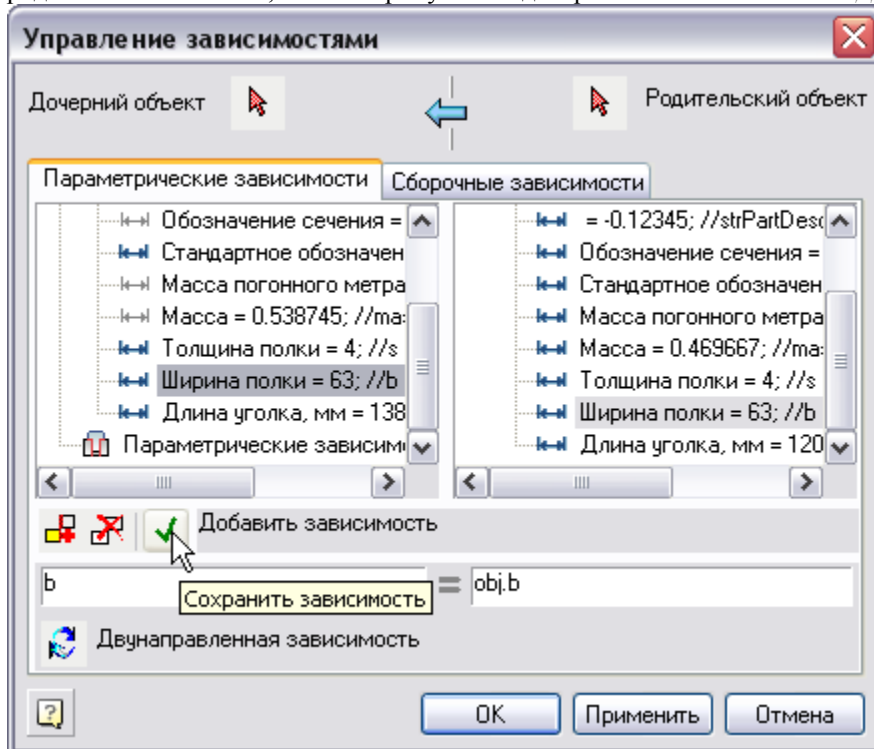 Управление зависимостями
Дочерний объект
Родительский объект
Параметрические зависимости
Сборочные зависимости
Обозначение сечения =
Стандартное обозначен
Масса погонного метра
Масса = 0.538745; //ma
Толщина полки = 4; //s
Ширина полки = 63; //b
Длина уголка, мм = 138
Параметрические зависим
= -0.12345; //strPartDesc
Обозначение сечения =
Стандартное обозначен
Масса погонного метра
Масса = 0.469667; //ma
Толщина полки = 4; //s
Ширина полки = 63; //b
Длина уголка, мм = 120
Добавить зависимость
b
=
obj.b
Сохранить зависимость
Двунаправленная зависимость
OK
Применить
Отмена